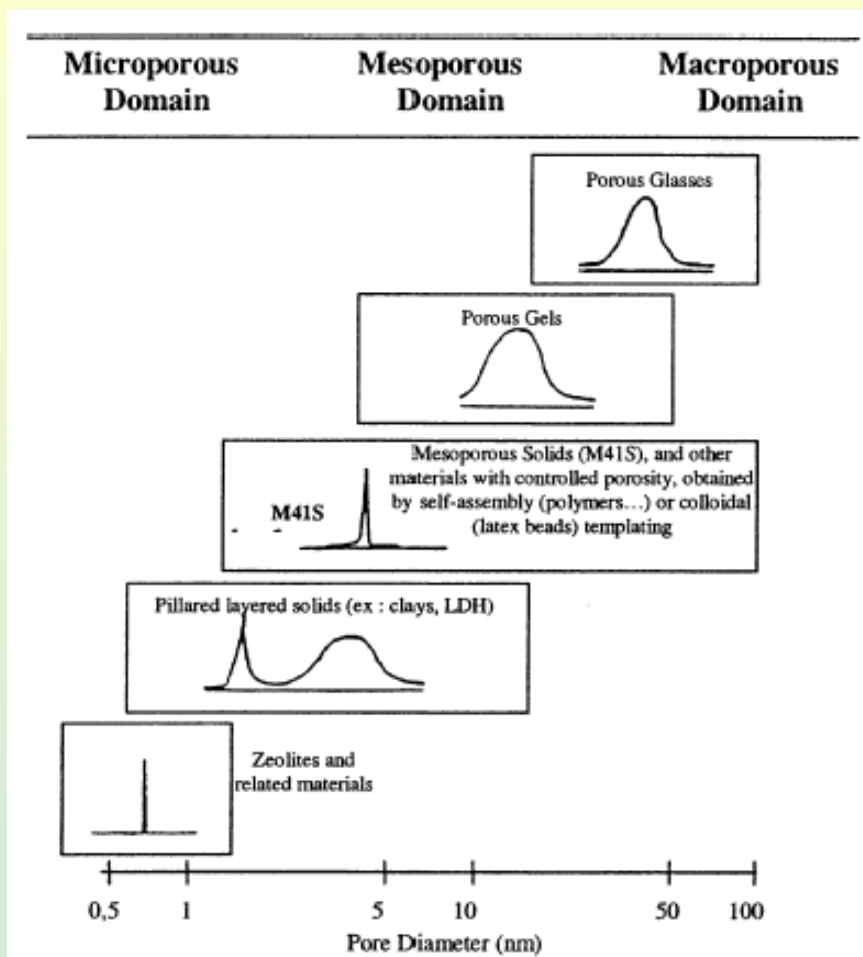 Microporous Domain
Mesoporous Domain
Macroporous Domain
Porous Glasses
Porous Gels
Mesoporous Solids (M41S), and other
materials with controlled porosity, obtained
by self-assembly (polymers...) or colloidal
(latex beads) templating
M41S
Pillared layered solids (ex : clays, LDH)
Zeolites and
related materials
0,5 1 5 10 50 100
Pore Diameter (nm)